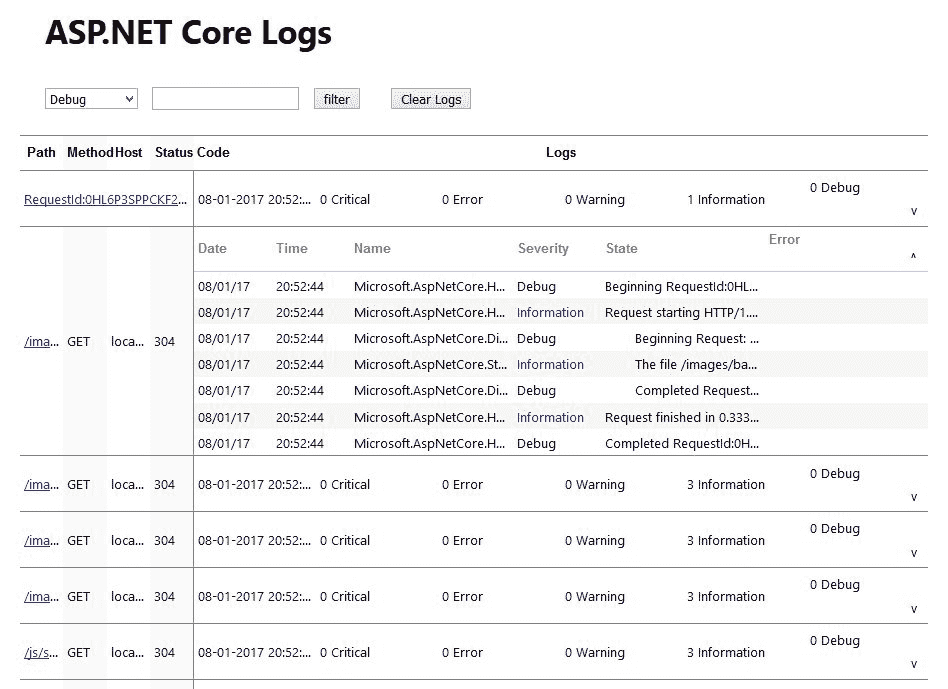 ASP.NET Core Logs
Debug filter Clear Logs
Path Method Host Status Code Logs
RequestId:0HL6P3SPPCKF2... 08-01-2017 20:52:... 0 Critical 0 Error 0 Warning 1 Information 0 Debug v
Date Time Name Severity State Error ^
08/01/17 20:52:44 Microsoft.AspNetCore.H... Debug Beginning RequestId:0HL...
08/01/17 20:52:44 Microsoft.AspNetCore.H... Information Request starting HTTP/1....
08/01/17 20:52:44 Microsoft.AspNetCore.Di... Debug Beginning Request: ...
/ima... GET loca... 304
08/01/17 20:52:44 Microsoft.AspNetCore.St... Information The file /images/ba...
08/01/17 20:52:44 Microsoft.AspNetCore.Di... Debug Completed Request...
08/01/17 20:52:44 Microsoft.AspNetCore.H... Information Request finished in 0.333...
08/01/17 20:52:44 Microsoft.AspNetCore.H... Debug Completed RequestId:0H...
/ima... GET loca... 304 08-01-2017 20:52:... 0 Critical 0 Error 0 Warning 3 Information 0 Debug v
/ima... GET loca... 304 08-01-2017 20:52:... 0 Critical 0 Error 0 Warning 3 Information 0 Debug v
/ima... GET loca... 304 08-01-2017 20:52:... 0 Critical 0 Error 0 Warning 3 Information 0 Debug v
/js/s... GET loca... 304 08-01-2017 20:52:... 0 Critical 0 Error 0 Warning 3 Information 0 Debug v